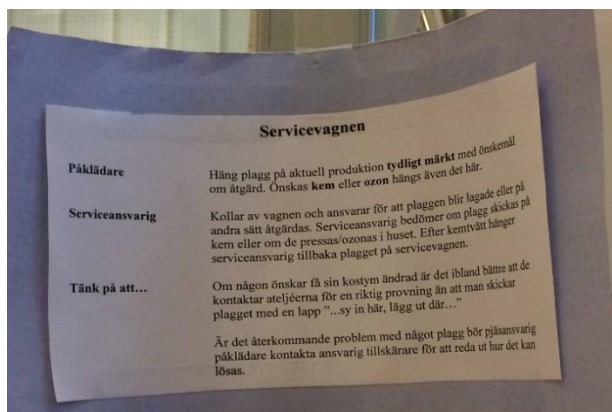 Servicevagnen
Påklädare
Häng plagg på aktuell produktion tydligt märkt med önskemål
om åtgärd. Önskas kem eller ozon hängs även det här.
Serviceansvarig
Kollar av vagnen och ansvarar för att plaggen blir lagade eller på
andra sätt åtgärdas. Serviceansvarig bedömer om plagg skickas på
kem eller om de pressas/ozonas i huset. Efter kemtvätt hänger
serviceansvarig tillbaka plagget på servicevagnen.
Tänk på att...
Om någon önskar få sin kostym ändrad är det ibland bättre att de
kontaktar ateljéerna för en riktig provning än att man skickar
plagget med en lapp "...sy in här, lägg ut där..."
Är det återkommande problem med något plagg bör pjäsansvarig
påklädare kontakta ansvarig tillskärare för att reda ut hur det kan
lösas.